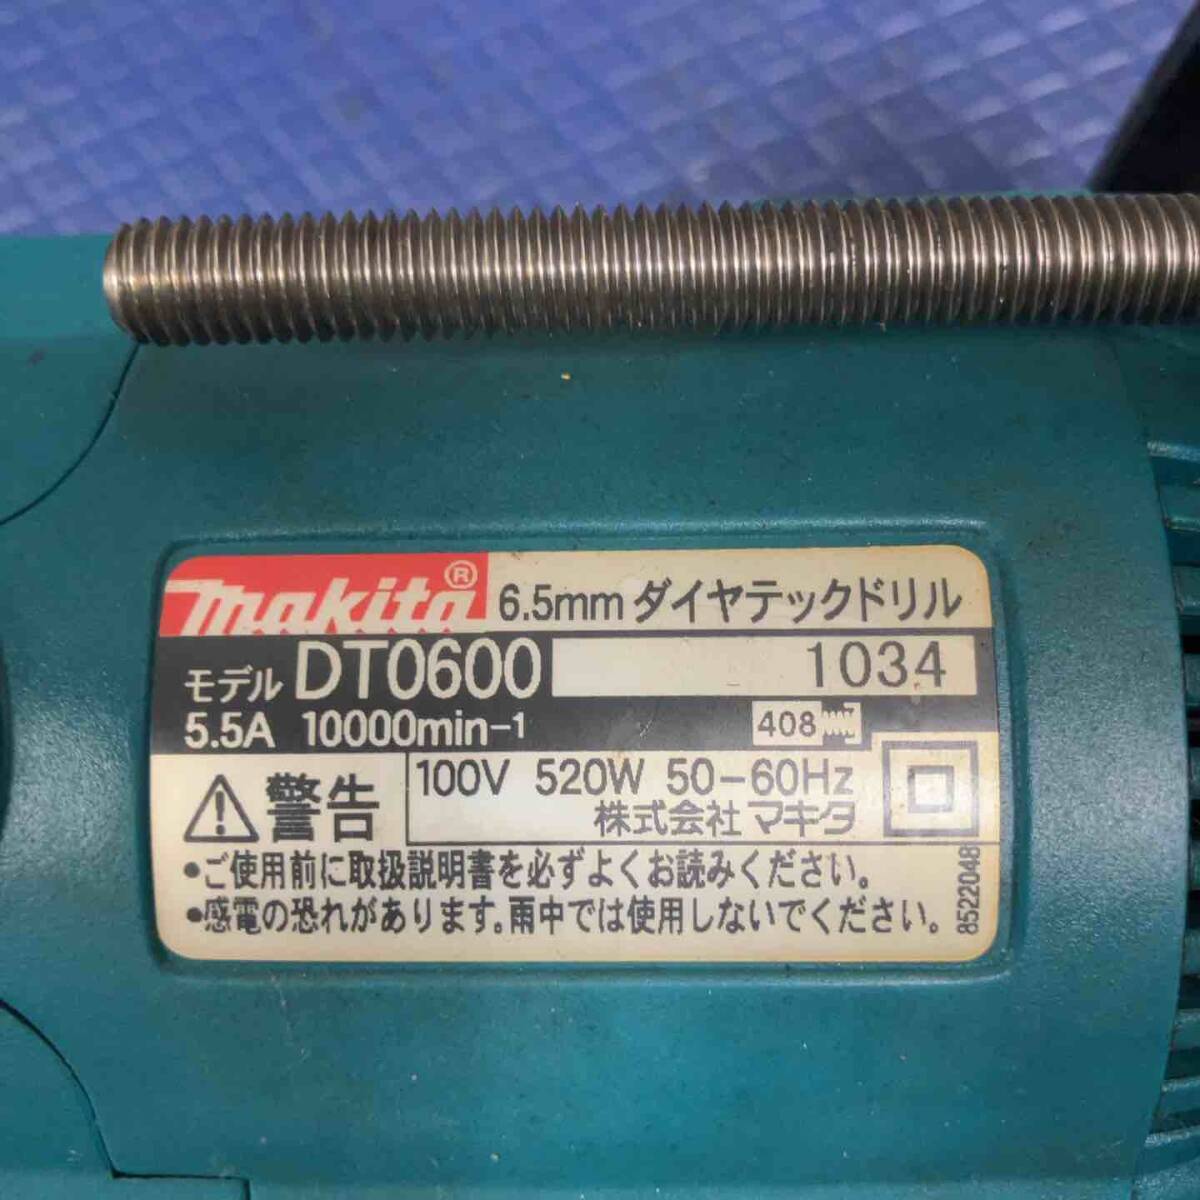 makita® 6.5mm ダイヤテックドリル
モデル DT0600 1034
5.5A 10000min-1 408
100V 520W 50-60Hz
株式会社 マキタ
警告
•ご使用前に取扱説明書を必ずよくお読みください。
•感電の恐れがあります。雨中では使用しないでください。
8522048